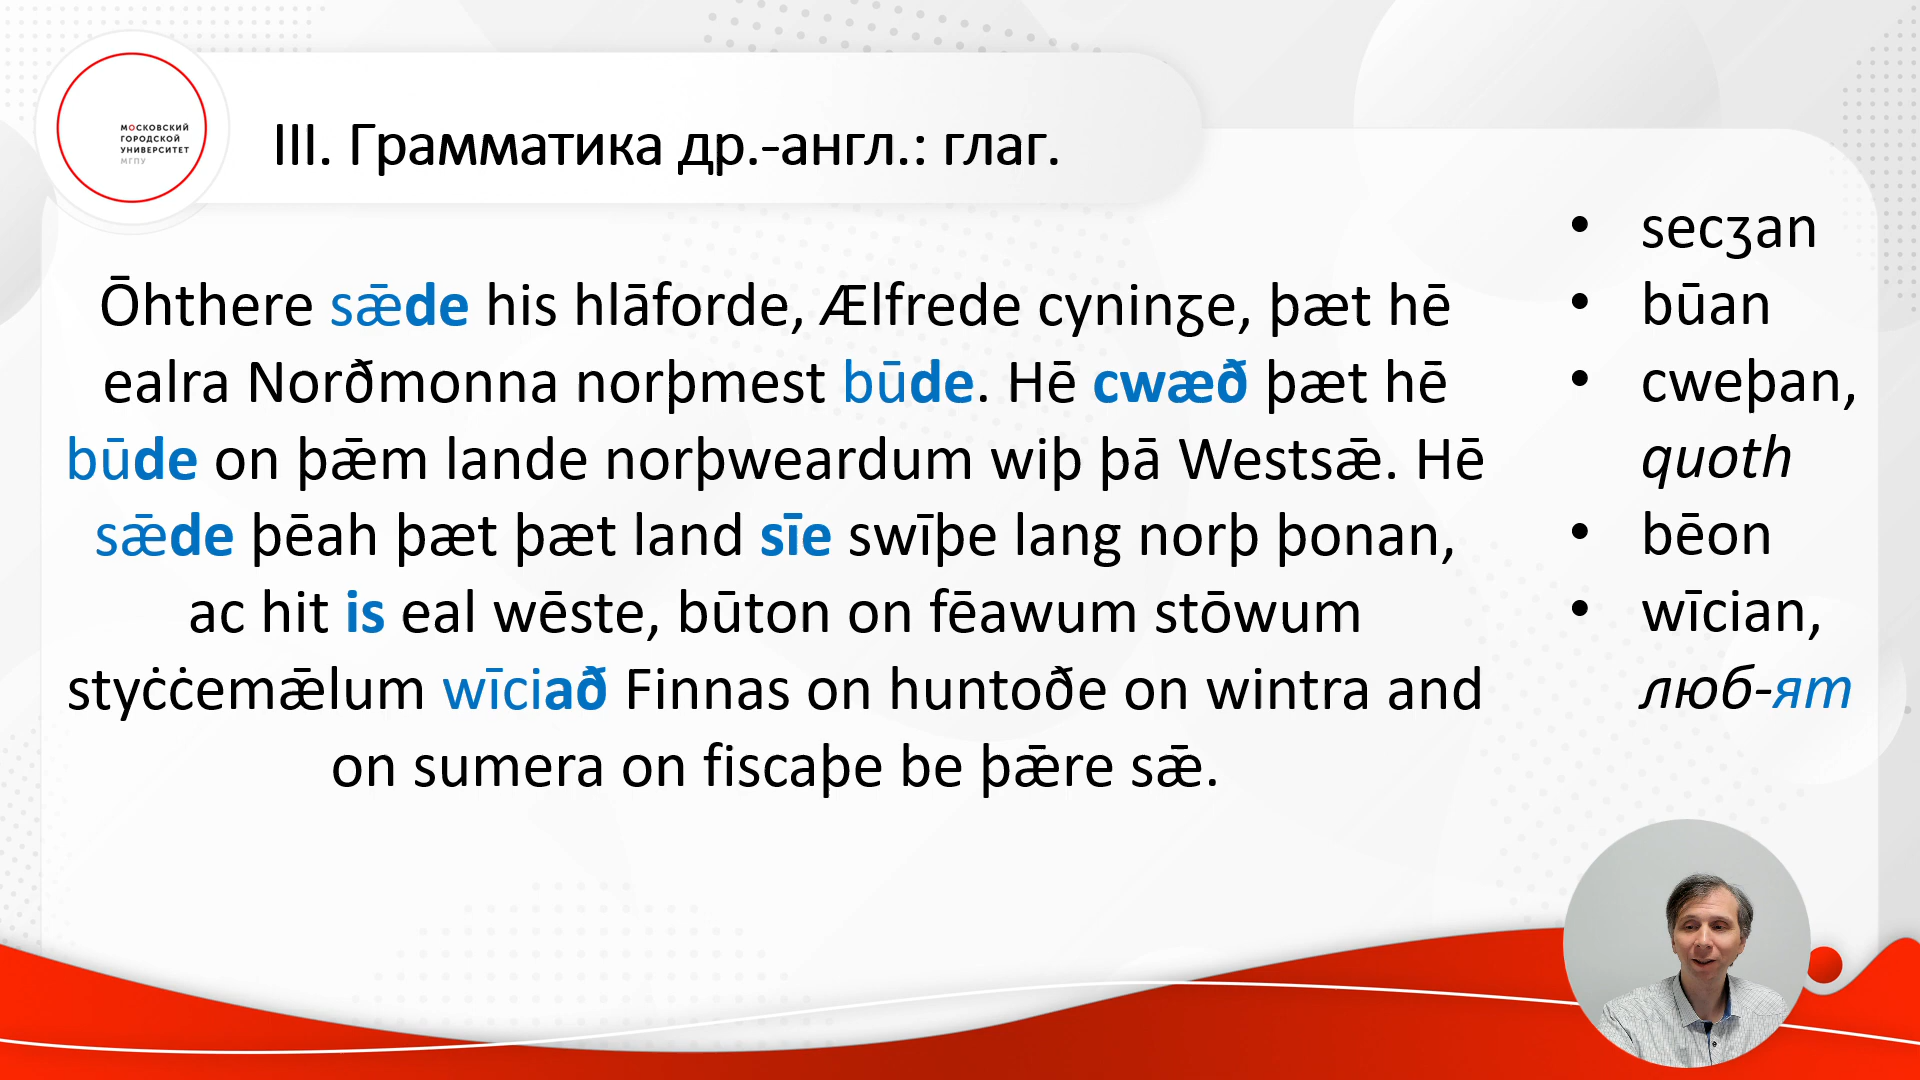 МОСКОВСКИЙ
ГОРОДСКОЙ
УНИВЕРСИТЕТ
МГПУ
III. Грамматика др.-англ.: глаг.
Ōhthere sǣde his hlāforde, Ælfrede cyninᵹe, þæt hē
ealra Norðmonna norþmest būde. Hē cwæð þæt hē
būde on þǣm lande norþweardum wiþ þā Westsǣ. Hē
sǣde þēah þæt þæt land sīe swīþe lang norþ þonan,
ac hit is eal wēste, būton on fēawum stōwum
styċċemǣlum wīciað Finnas on huntoðe on wintra and
on sumera on fiscaþe be þǣre sǣ.
• secʒan
• būan
• cweþan,
quoth
• bēon
• wīcian,
люб-ят